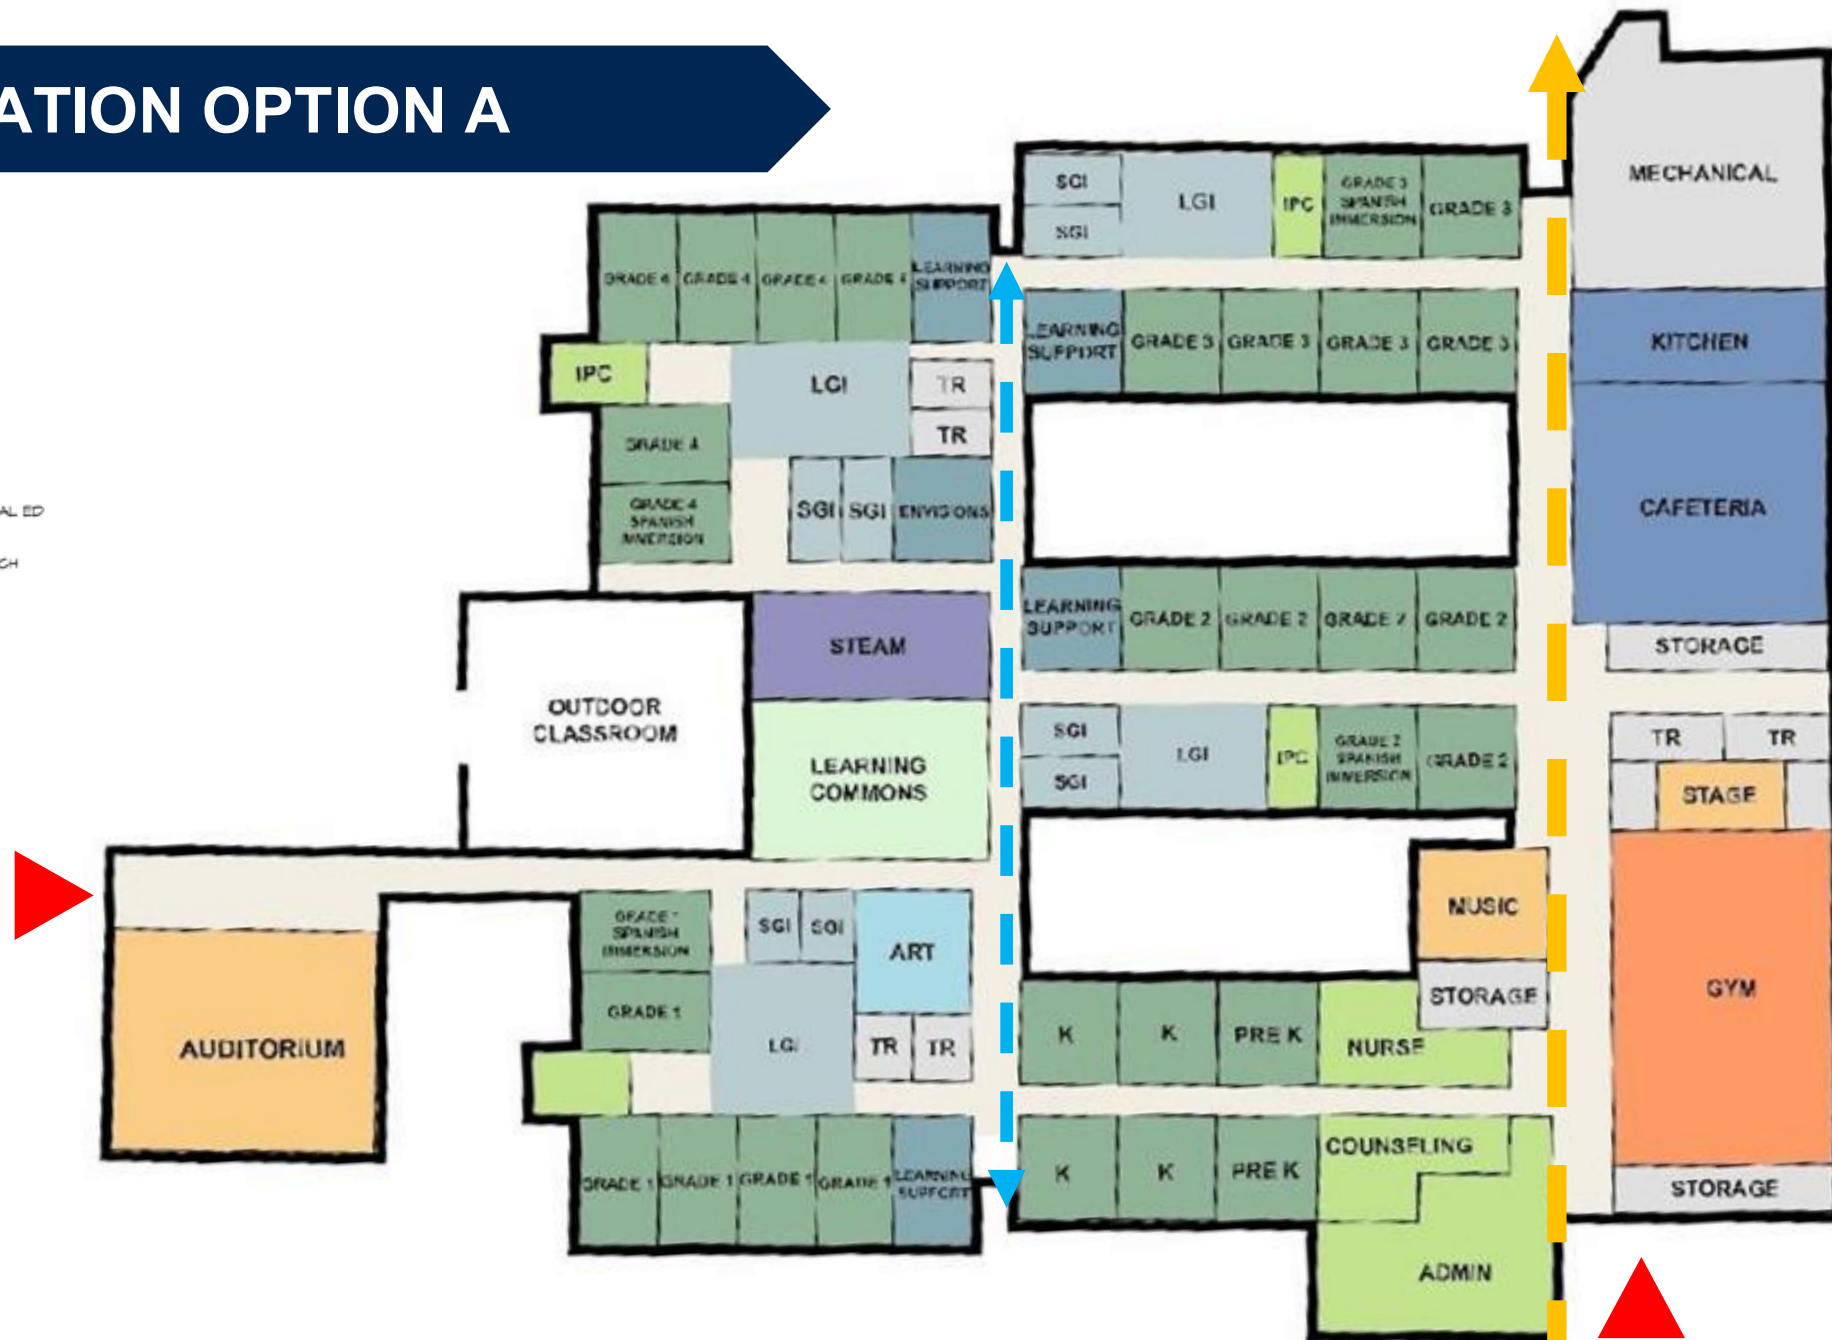 ATION OPTION A
AL ED
CH
SGI
SGI
LGI
IPC
GRADE 3
SPANISH
IMMERSION
GRADE 3
MECHANICAL
GRADE 4
GRADE 4
GRADE 4
GRADE 4
LEARNING
SUPPORT
LEARNING
SUPPORT
GRADE 3
GRADE 3
GRADE 3
GRADE 3
KITCHEN
IPC
LGI
TR
TR
GRADE 4
GRADE 4
SPANISH
IMMERSION
SGI
SGI
ENVISIONS
CAFETERIA
LEARNING
SUPPORT
GRADE 2
GRADE 2
GRADE 2
GRADE 2
STEAM
STORAGE
OUTDOOR
CLASSROOM
LEARNING
COMMONS
SGI
SGI
LGI
IPC
GRADE 2
SPANISH
IMMERSION
GRADE 2
TR
TR
STAGE
GRADE 1
SPANISH
IMMERSION
SGI
SGI
ART
MUSIC
GRADE 1
STORAGE
GYM
AUDITORIUM
LGI
TR
TR
K
K
PRE K
NURSE
GRADE 1
GRADE 1
GRADE 1
GRADE 1
LEARNING
SUPPORT
K
K
PRE K
COUNSELING
STORAGE
ADMIN